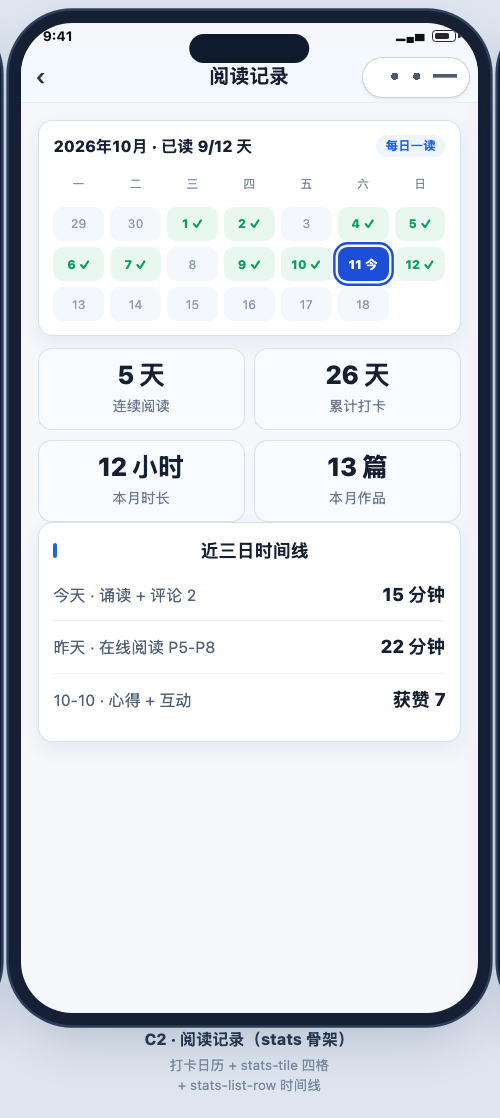 9:41
‹ 阅读记录
2026年10月 · 已读 9/12 天 每日一读
一 二 三 四 五 六 日
29 30 1 ✓ 2 ✓ 3 4 ✓ 5 ✓
6 ✓ 7 ✓ 8 9 ✓ 10 ✓ 11 今 12 ✓
13 14 15 16 17 18
5 天 26 天
连续阅读 累计打卡
12 小时 13 篇
本月时长 本月作品
近三日时间线
今天 · 诵读 + 评论 2 15 分钟
昨天 · 在线阅读 P5-P8 22 分钟
10-10 · 心得 + 互动 获赞 7
C2 · 阅读记录（stats 骨架）
打卡日历 + stats-tile 四格
+ stats-list-row 时间线